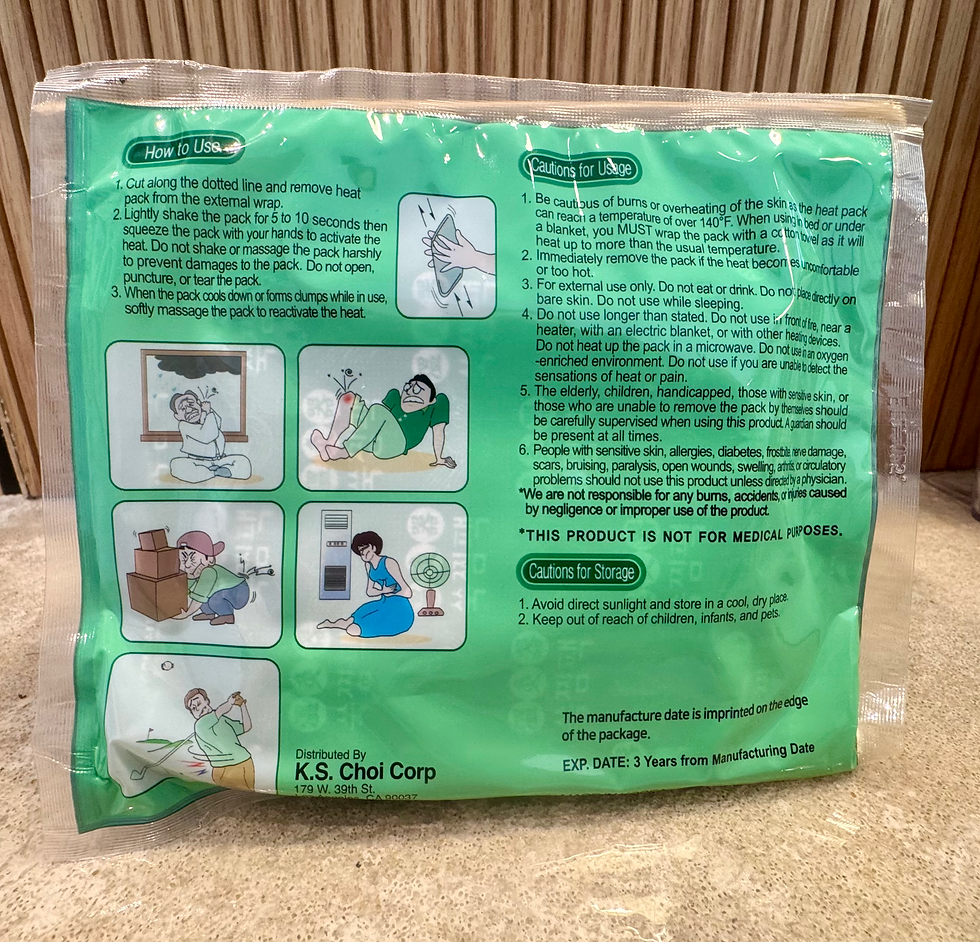 How to Use
1. Cut along the dotted line and remove heat
pack from the external wrap.
2. Lightly shake the pack for 5 to 10 seconds then
squeeze the pack with your hands to activate the
heat. Do not shake or massage the pack harshly
to prevent damages to the pack. Do not open,
puncture, or tear the pack.
3. When the pack cools down or forms clumps while in use,
softly massage the pack to reactivate the heat.
Distributed By
K.S. Choi Corp
179 W. 39th St.
CA 90037
Cautions for Usage
1. Be cautious of burns or overheating of the skin as the heat pack
can reach a temperature of over 140°F. When using in bed or under
a blanket, you MUST wrap the pack with a cotton towel as it will
heat up to more than the usual temperature.
2. Immediately remove the pack if the heat becomes uncomfortable
or too hot.
3. For external use only. Do not eat or drink. Do not place directly on
bare skin. Do not use while sleeping.
4. Do not use longer than stated. Do not use in front of fire, near a
heater, with an electric blanket, or with other heating devices.
Do not heat up the pack in a microwave. Do not use in an oxygen
-enriched environment. Do not use if you are unable to detect the
sensations of heat or pain.
5. The elderly, children, handicapped, those with sensitive skin, or
those who are unable to remove the pack by themselves should
be carefully supervised when using this product. A guardian should
be present at all times.
6. People with sensitive skin, allergies, diabetes, frostbite, nerve damage,
scars, bruising, paralysis, open wounds, swelling, arthritis, or circulatory
problems should not use this product unless directed by a physician.
*We are not responsible for any burns, accidents, or injuries caused
by negligence or improper use of the product.
*THIS PRODUCT IS NOT FOR MEDICAL PURPOSES.
Cautions for Storage
1. Avoid direct sunlight and store in a cool, dry place.
2. Keep out of reach of children, infants, and pets.
The manufacture date is imprinted on the edge
of the package.
EXP. DATE: 3 Years from Manufacturing Date